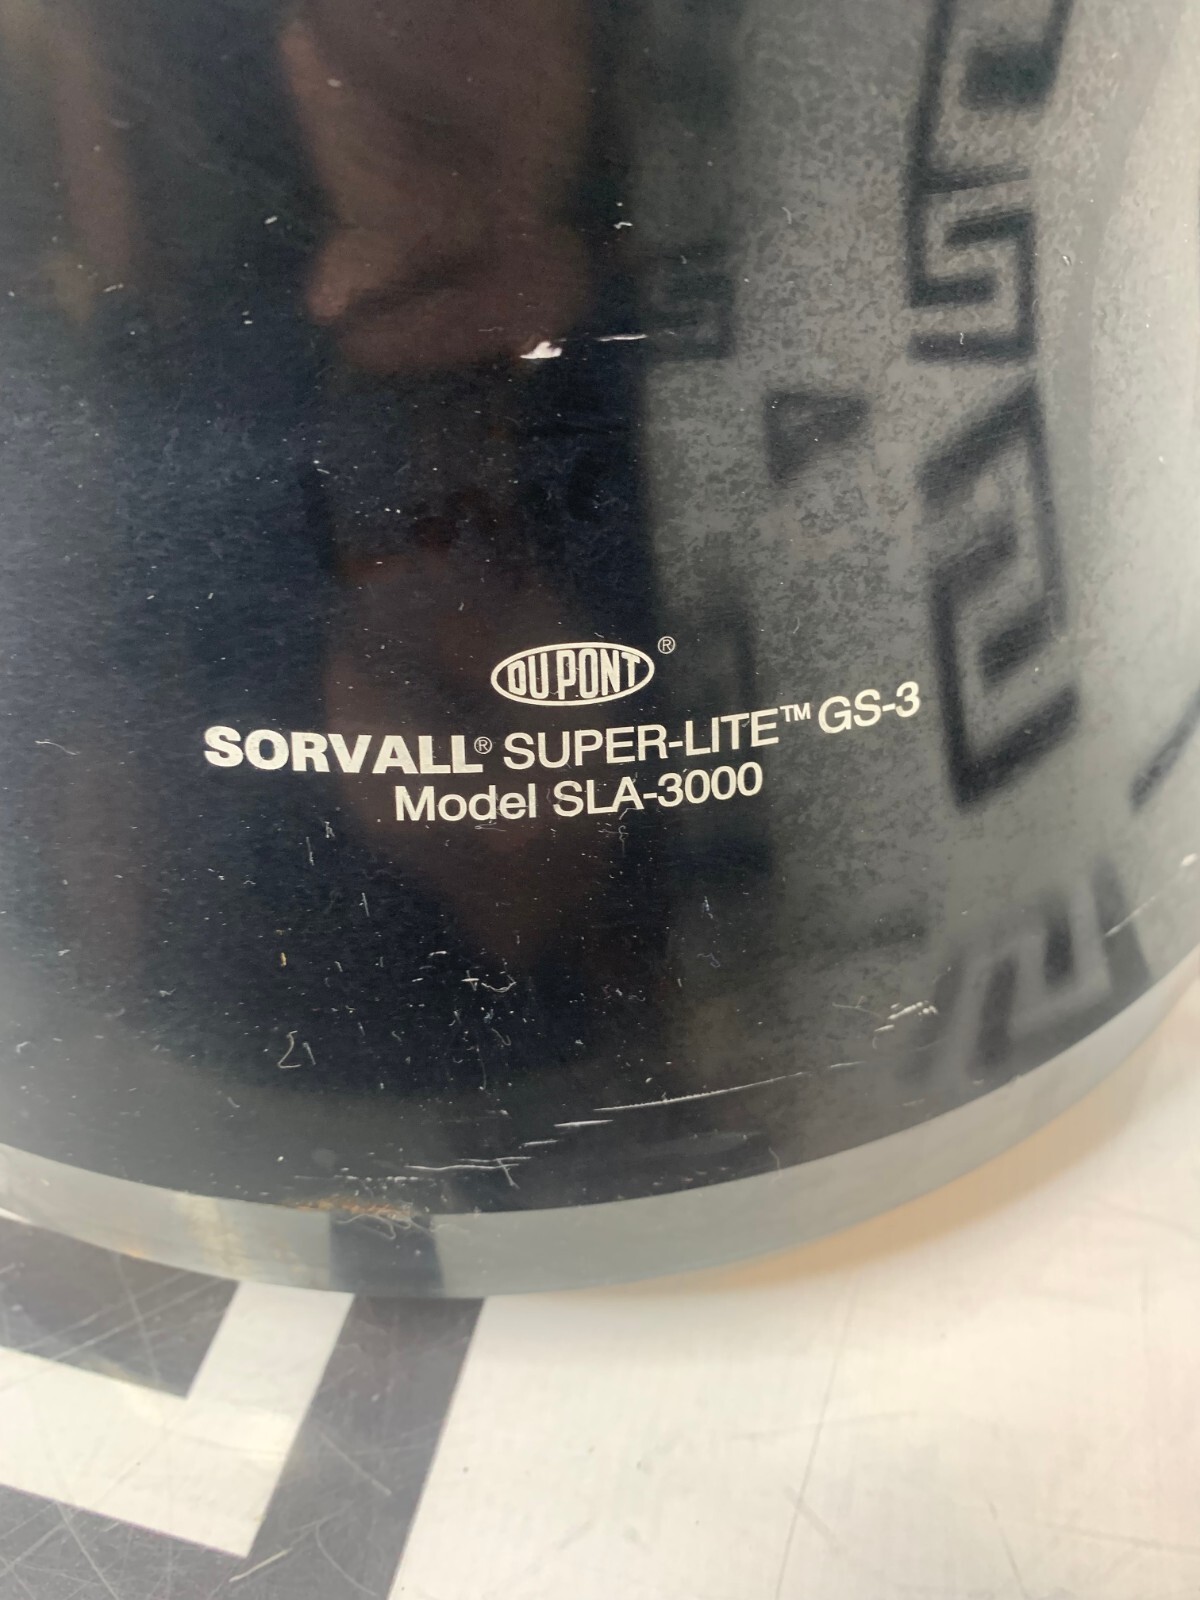 DU PONT®
SORVALL® SUPER-LITE™ GS-3
Model SLA-3000